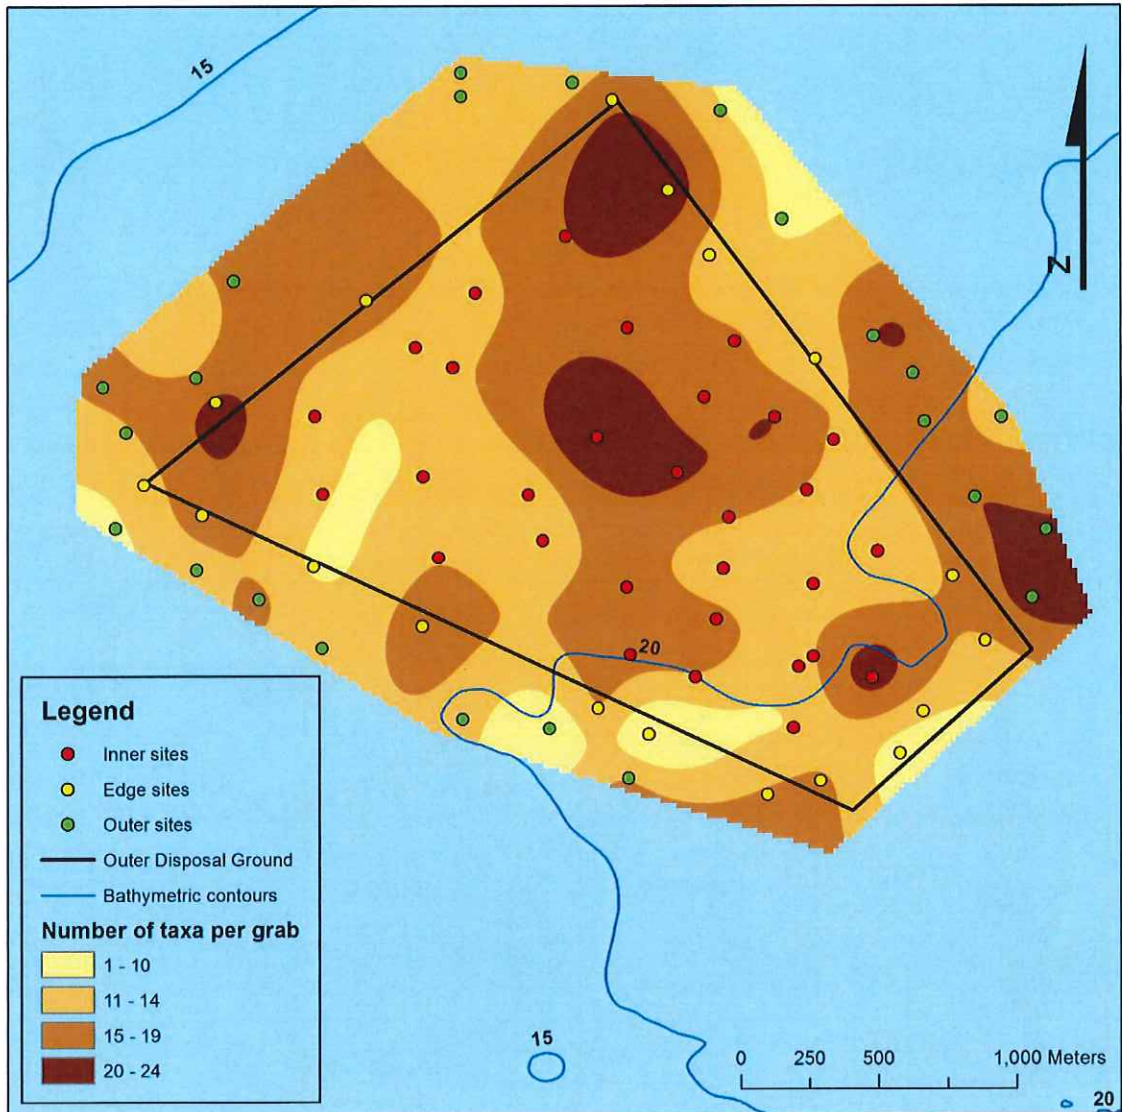 15
Z
20
Legend
Inner sites
Edge sites
Outer sites
Outer Disposal Ground
Bathymetric contours
Number of taxa per grab
1 - 10
11 - 14
15 - 19
20 - 24
15
0 250 500 1,000 Meters
20